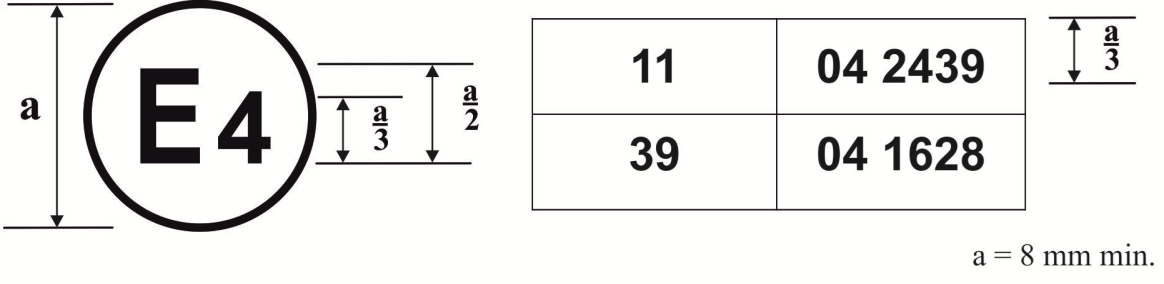 a
E4
a/3
a/2
11 04 2439
39 04 1628
a/3
a = 8 mm min.